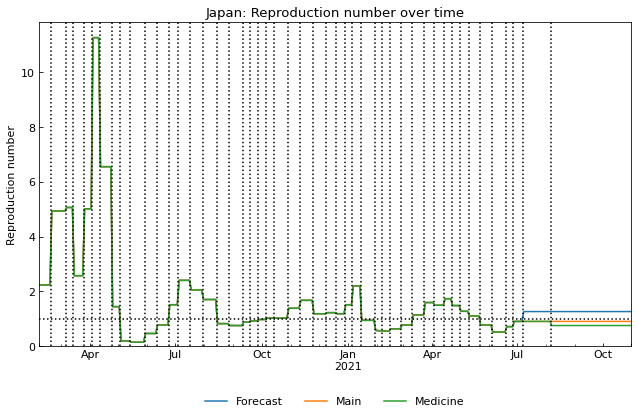 Japan: Reproduction number over time
Reproduction number
10
8
6
4
2
0
Apr Jul Oct Jan Apr Jul Oct
2021
Forecast Main Medicine